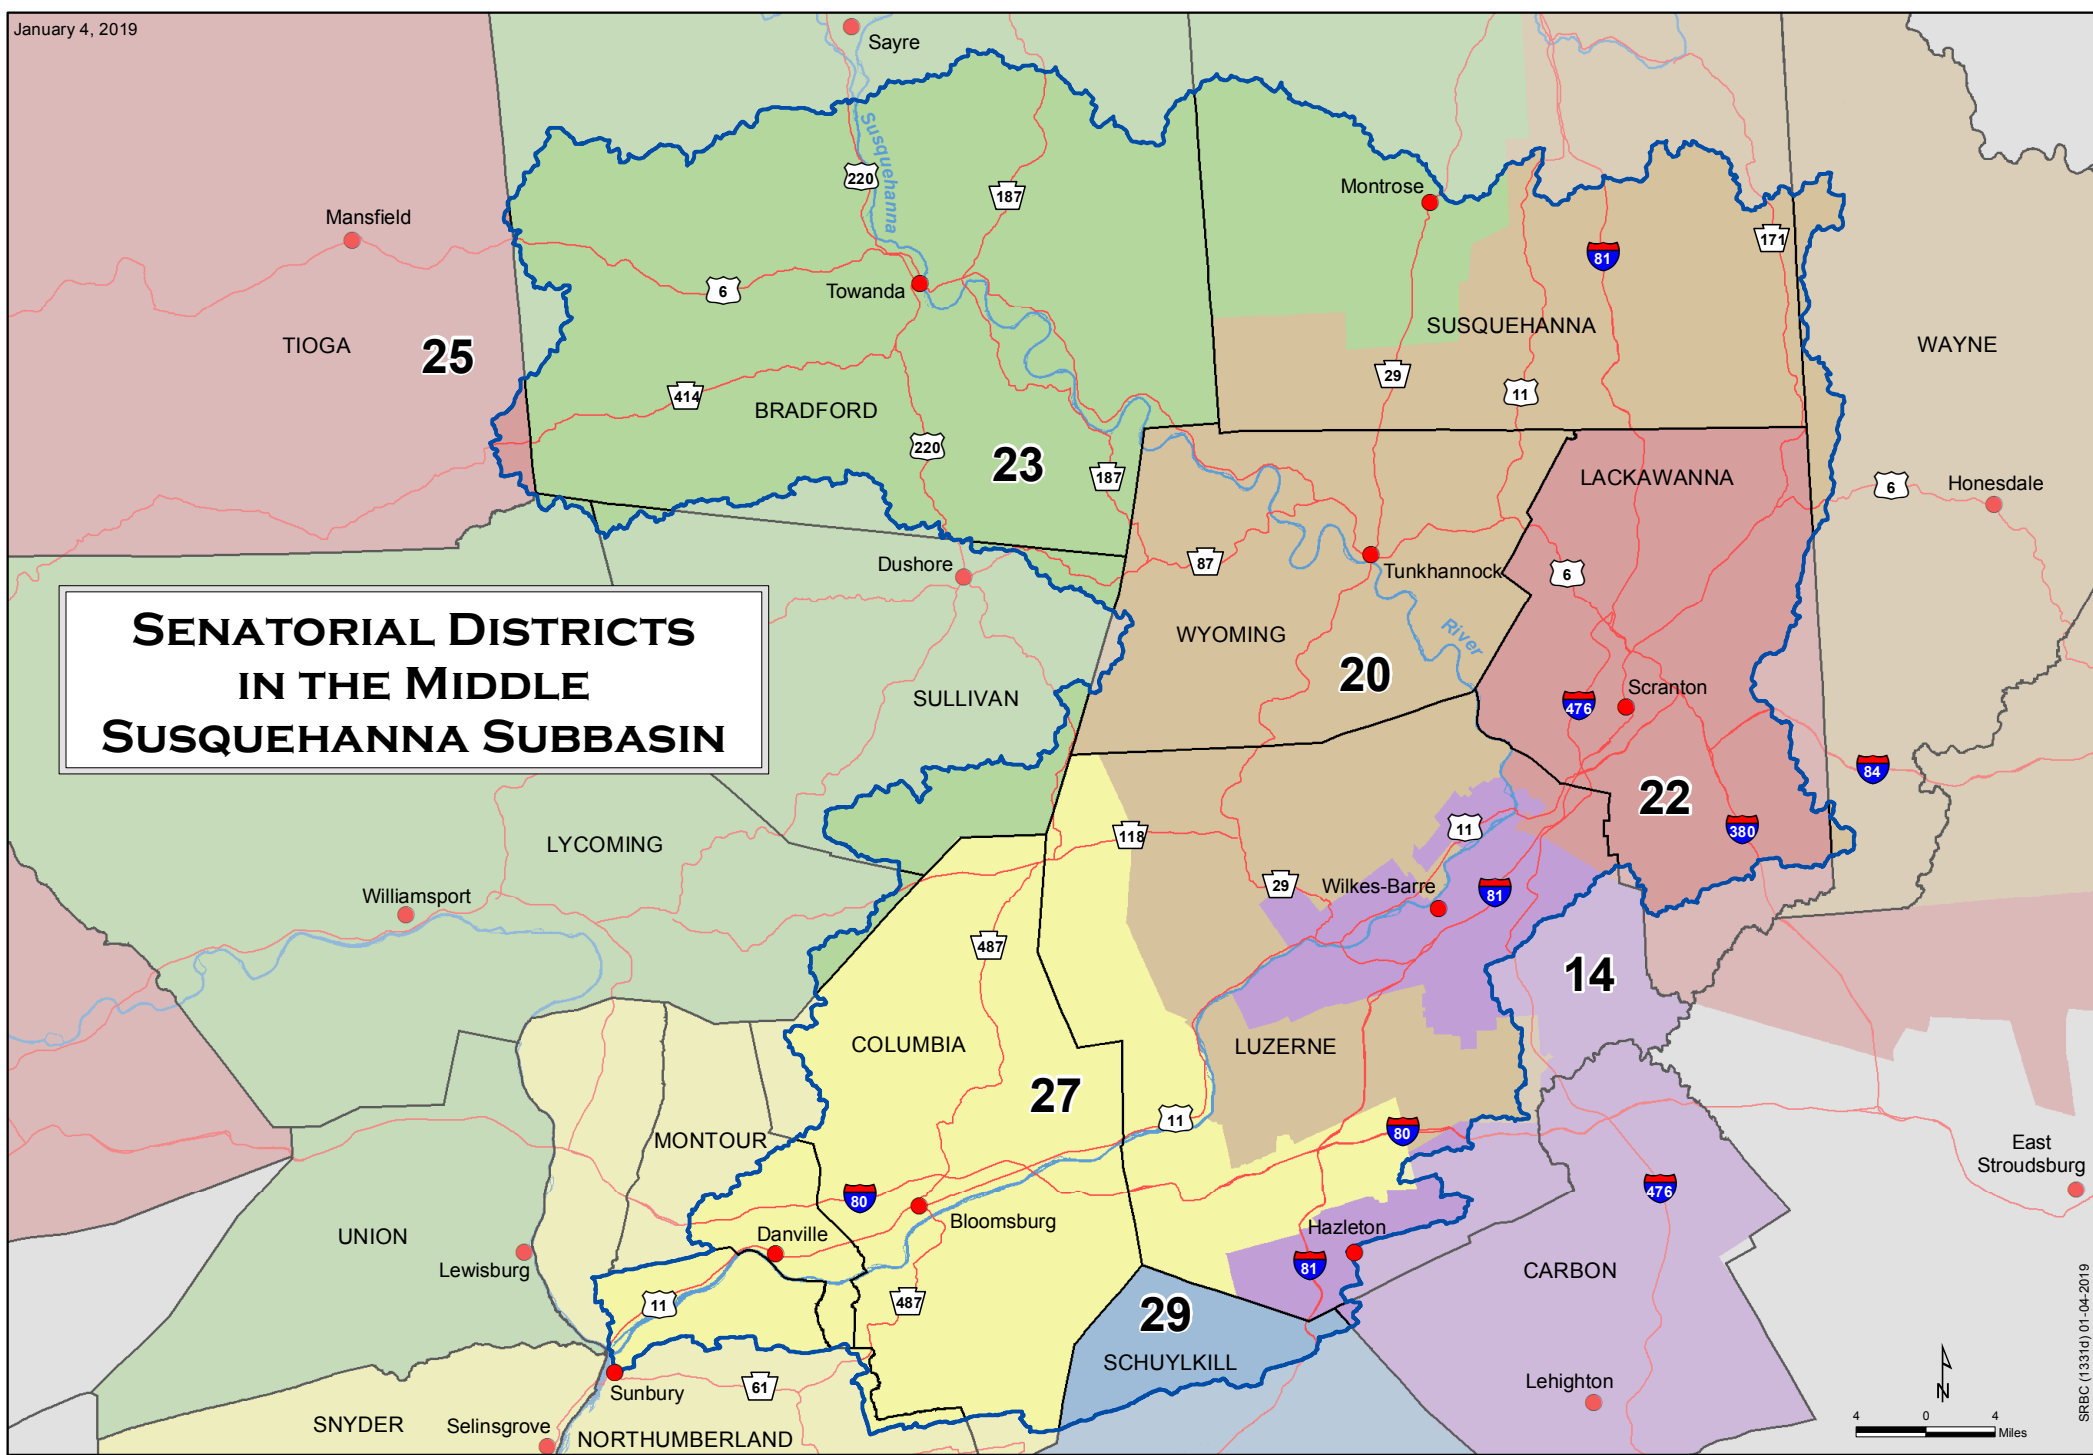 January 4, 2019
Sayre
Susquehanna
220
187
Montrose
Mansfield
171
81
6
Towanda
SUSQUEHANNA
TIOGA
25
WAYNE
29
11
414
BRADFORD
220
23
187
LACKAWANNA
6
Honesdale
Dushore
87
Tunkhannock
6
SENATORIAL DISTRICTS
IN THE MIDDLE
SUSQUEHANNA SUBBASIN
WYOMING
River
20
SULLIVAN
476
Scranton
84
22
11
118
380
LYCOMING
29
Wilkes-Barre
81
Williamsport
487
14
COLUMBIA
LUZERNE
27
11
80
MONTOUR
East
Stroudsburg
80
476
Bloomsburg
Danville
Hazleton
UNION
Lewisburg
81
CARBON
11
487
29
SCHUYLKILL
61
Sunbury
Lehighton
SNYDER
Selinsgrove
NORTHUMBERLAND
N
4 0 4
Miles
SRBC (1331d) 01-04-2019